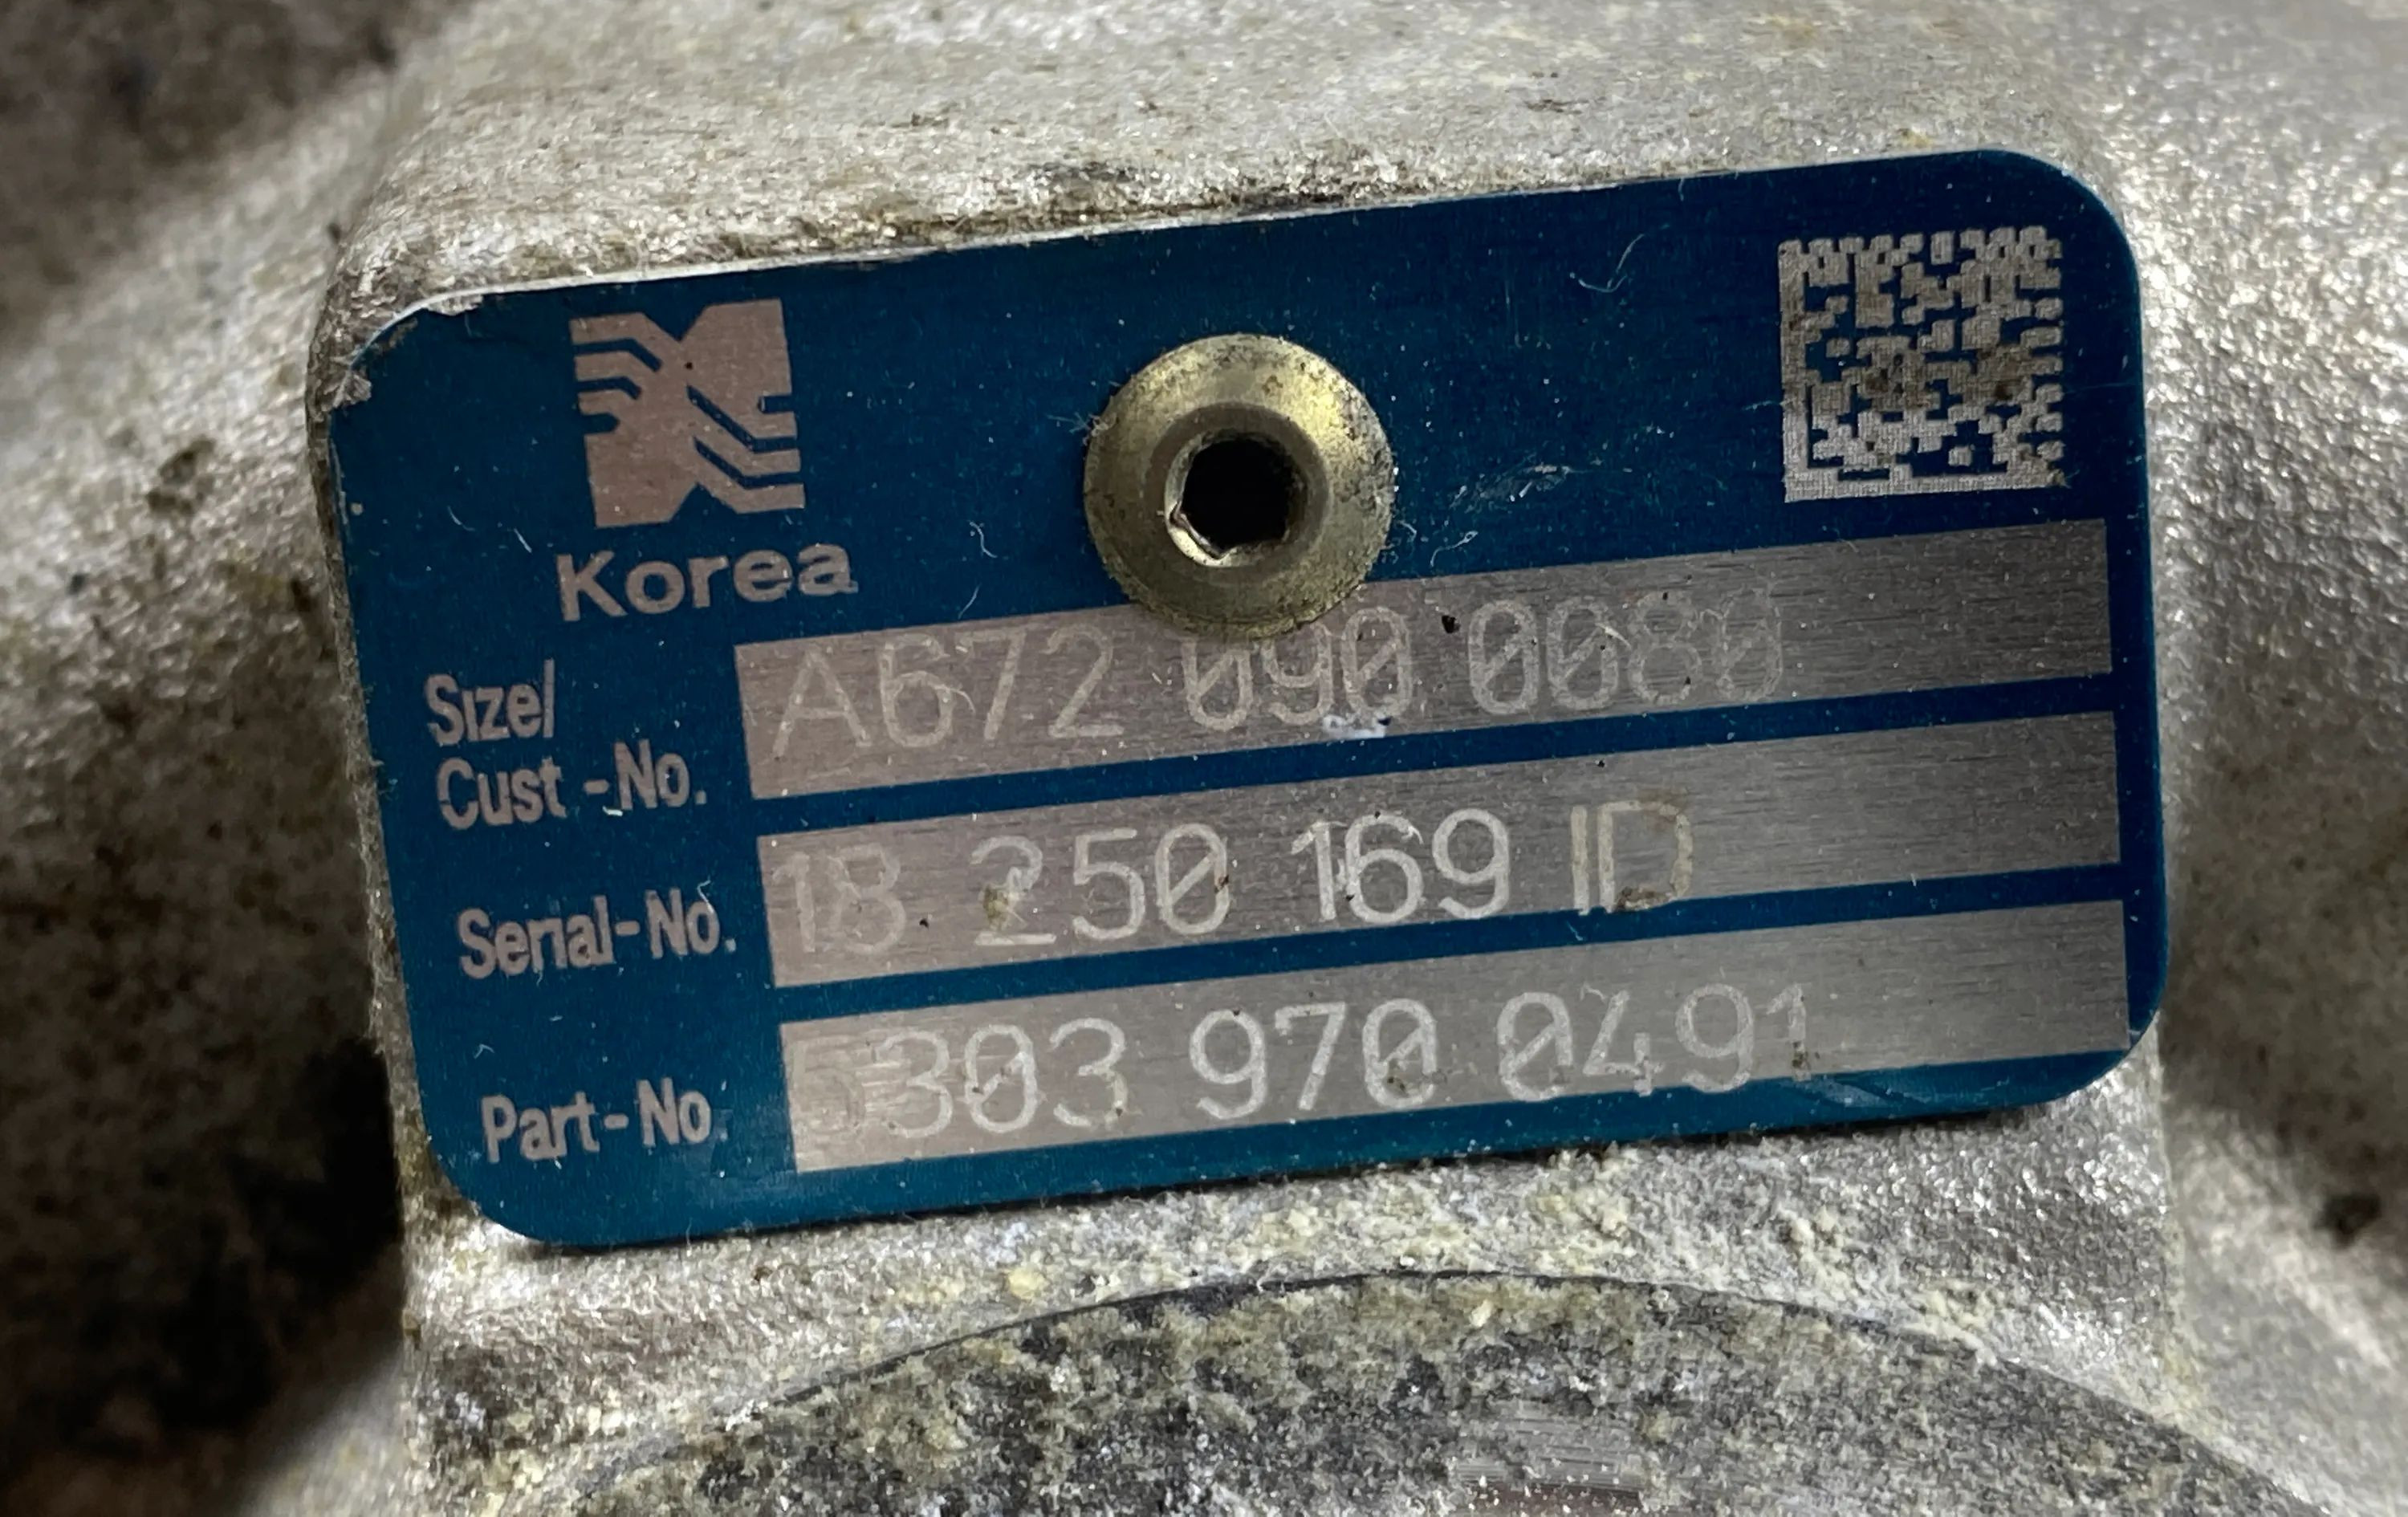 Korea
Size/
Cust-No. A672 090 0080
Serial-No. 18 250 169 ID
Part-No. 5303 970 0491